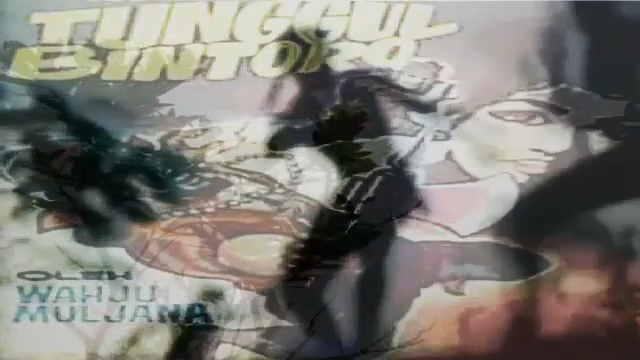 TUNGGUL
BINTORO
OLEH
WAHJU
MULJANA